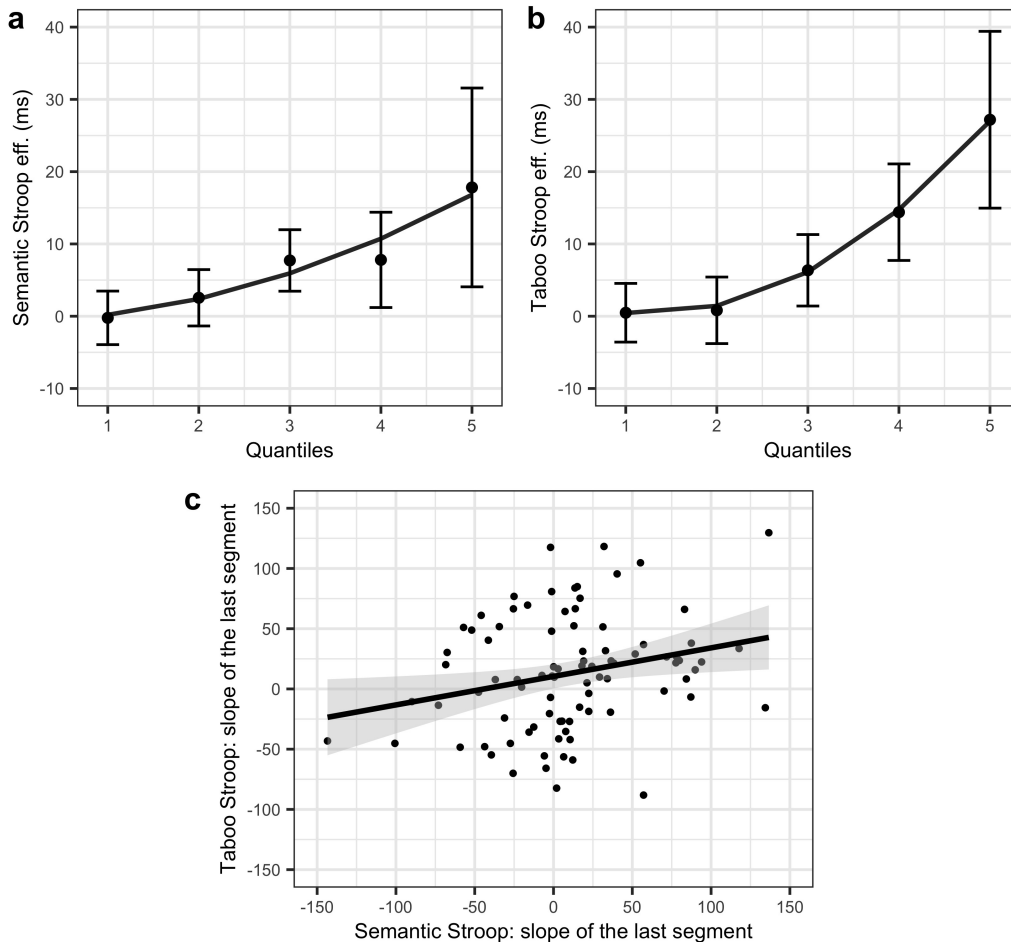 a
Semantic Stroop eff. (ms)
40
30
20
10
0
-10
1 2 3 4 5
Quantiles
b
Taboo Stroop eff. (ms)
40
30
20
10
0
-10
1 2 3 4 5
Quantiles
c
Taboo Stroop: slope of the last segment
150
100
50
0
-50
-100
-150
-150 -100 -50 0 50 100 150
Semantic Stroop: slope of the last segment